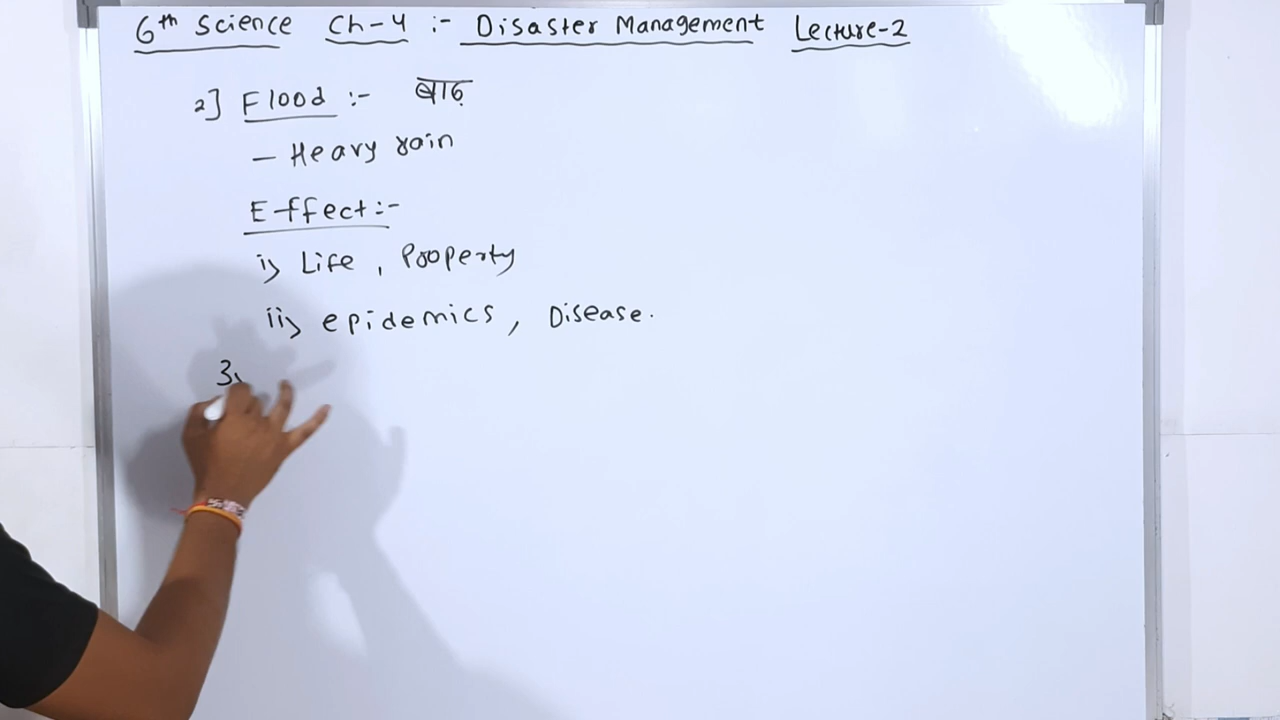 6th Science Ch-4 :- Disaster Management Lecture-2
2] Flood :- बाढ़
- Heavy rain
Effect :-
i) Life , Property
ii) epidemics , Disease.
3)